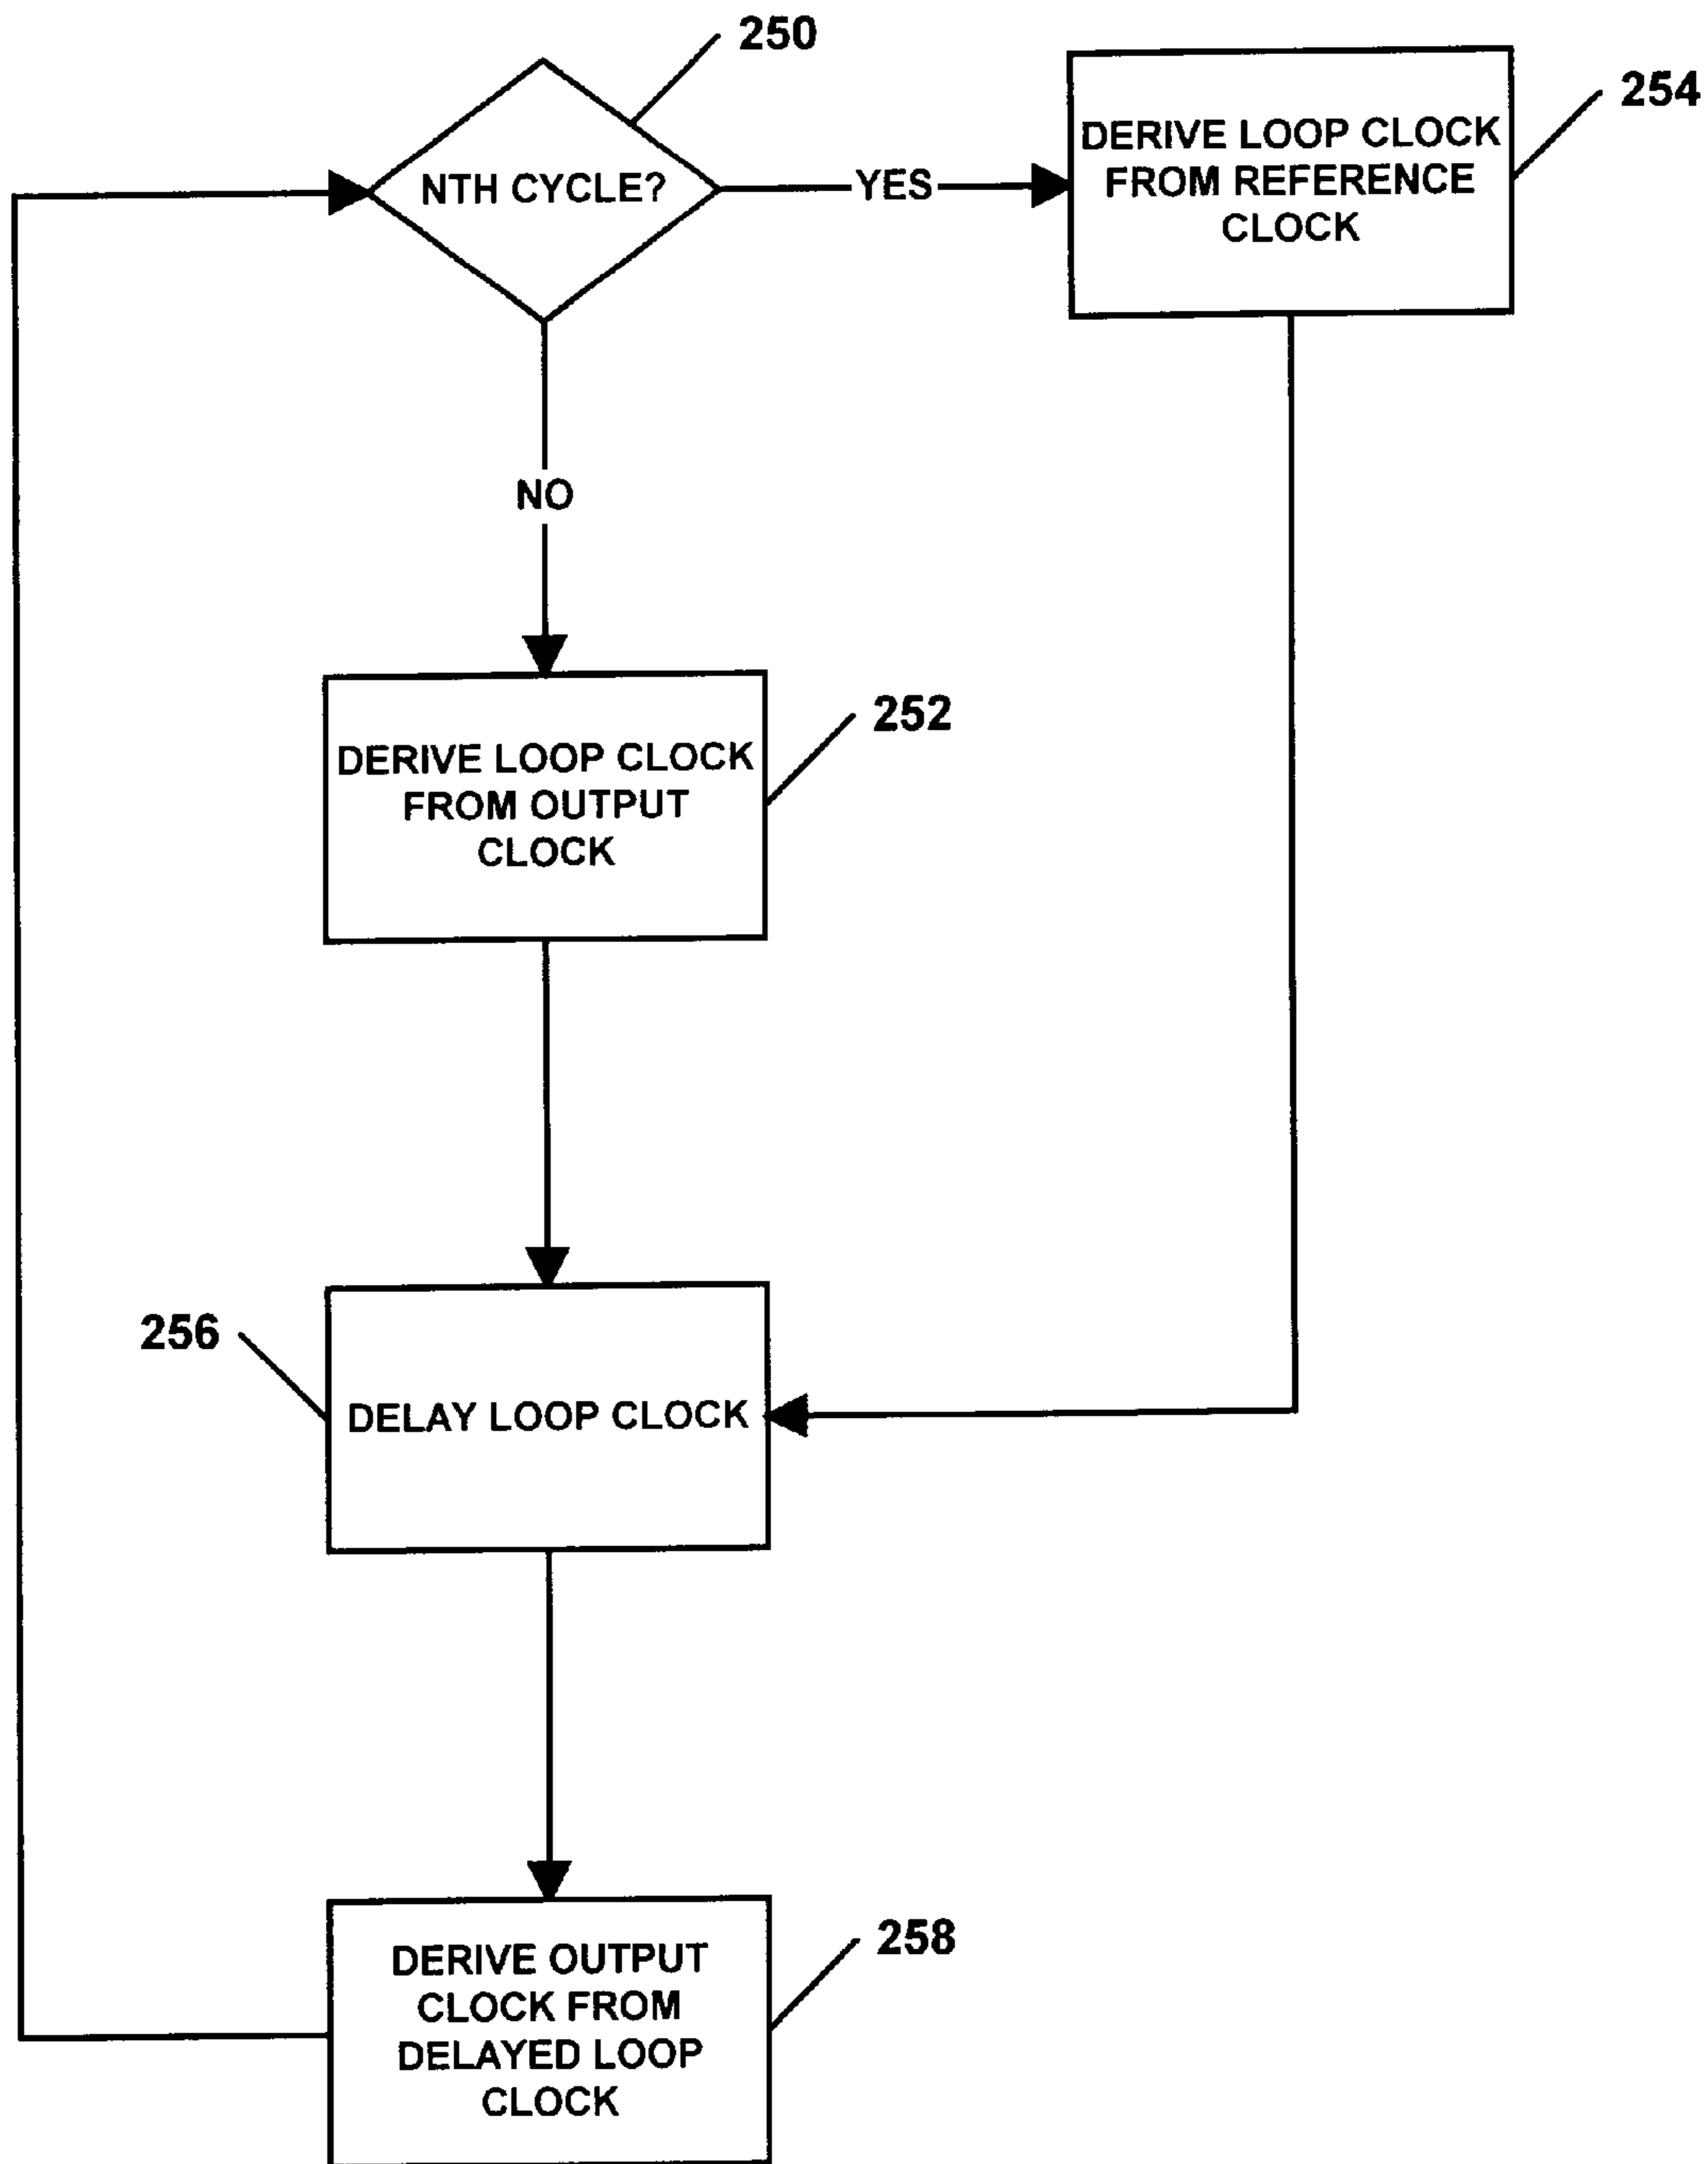 250
254
DERIVE LOOP CLOCK
FROM REFERENCE
CLOCK
NTH CYCLE?
YES
NO
252
DERIVE LOOP CLOCK
FROM OUTPUT
CLOCK
256
DELAY LOOP CLOCK
258
DERIVE OUTPUT
CLOCK FROM
DELAYED LOOP
CLOCK